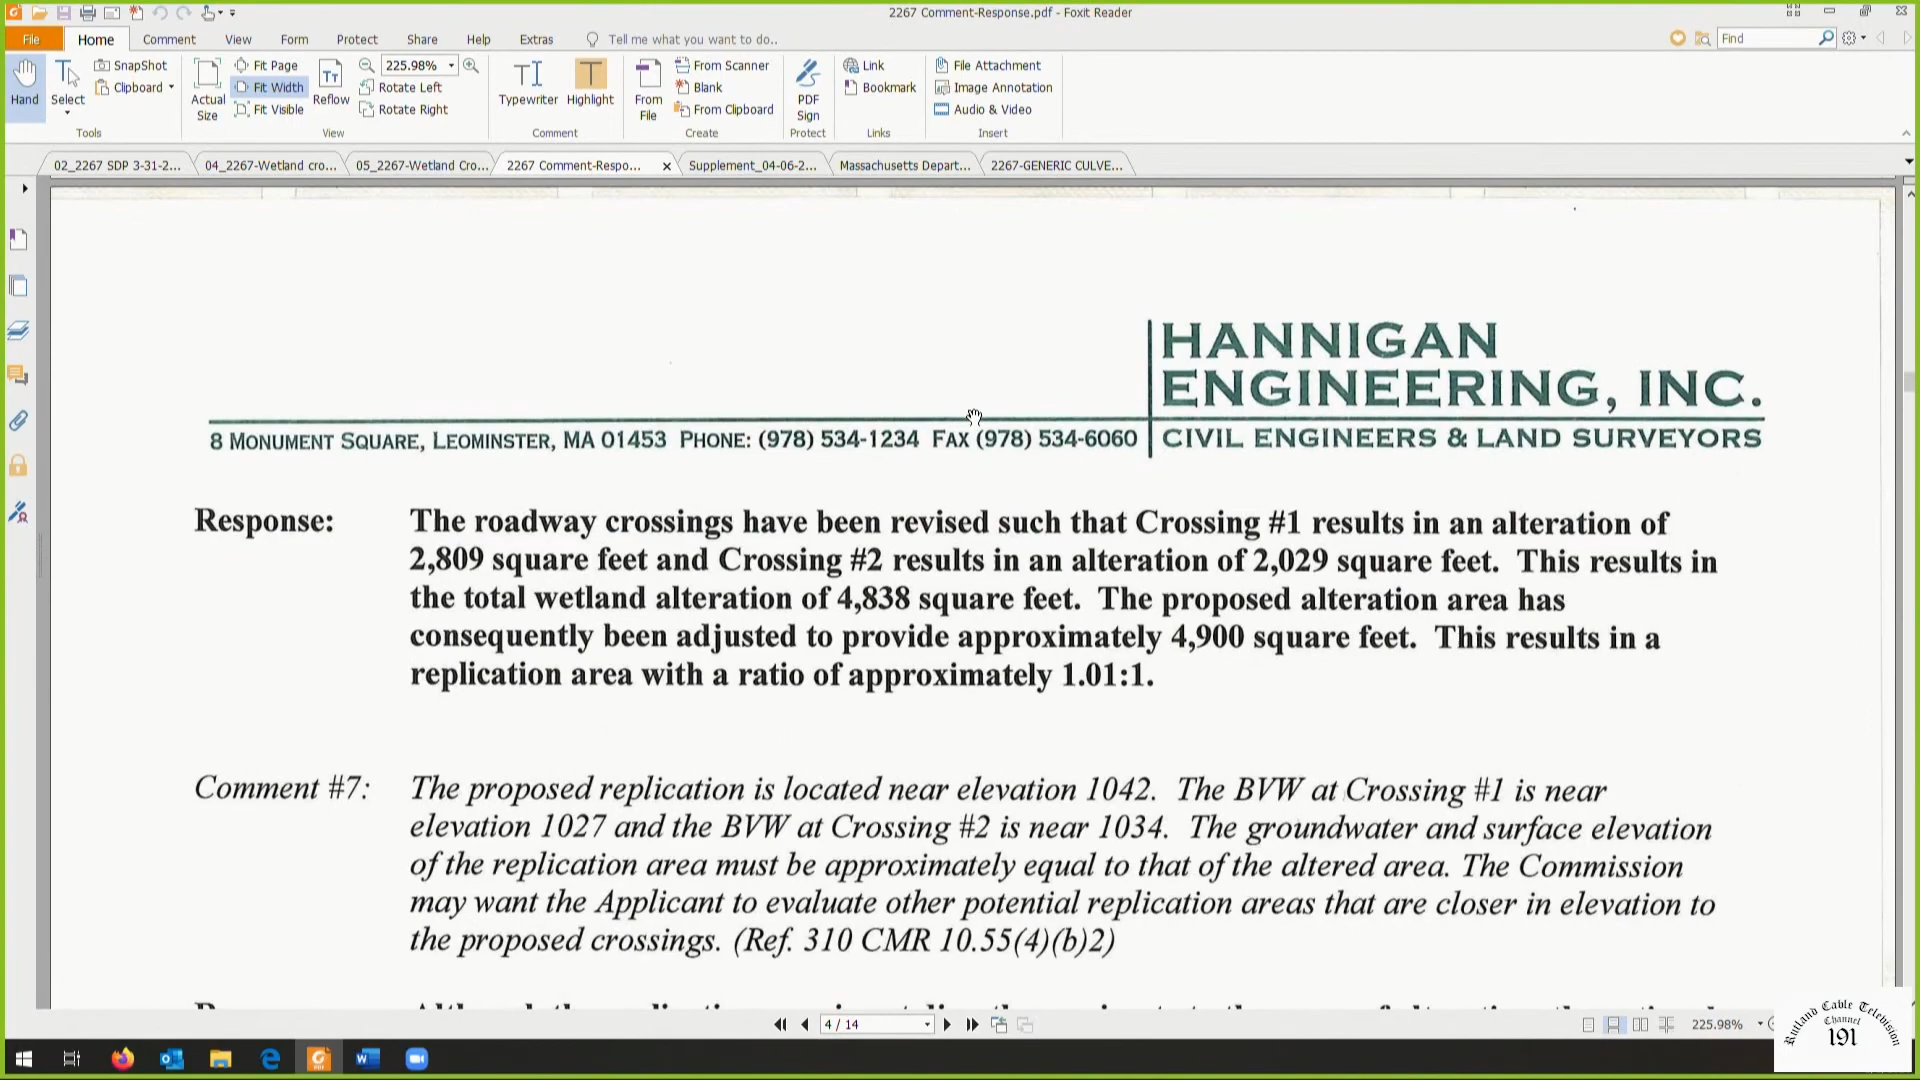 2267 Comment-Response.pdf - Foxit Reader
File Home Comment View Form Protect Share Help Extras Tell me what you want to do.. Find
SnapShot Fit Page 225.98% From Scanner Link File Attachment
Hand Select Clipboard Actual Size Fit Width Reflow Rotate Left Typewriter Highlight From File Blank PDF Sign Bookmark Image Annotation
Fit Visible Rotate Right From Clipboard Audio & Video
Tools View Comment Create Protect Links Insert
02_2267 SDP 3-31-2... 04_2267-Wetland cro... 05_2267-Wetland Cro... 2267 Comment-Respo... Supplement_04-06-2... Massachusetts Depart... 2267-GENERIC CULVE...
HANNIGAN
ENGINEERING, INC.
8 MONUMENT SQUARE, LEOMINSTER, MA 01453 PHONE: (978) 534-1234 FAX (978) 534-6060 CIVIL ENGINEERS & LAND SURVEYORS
Response: The roadway crossings have been revised such that Crossing #1 results in an alteration of
2,809 square feet and Crossing #2 results in an alteration of 2,029 square feet. This results in
the total wetland alteration of 4,838 square feet. The proposed alteration area has
consequently been adjusted to provide approximately 4,900 square feet. This results in a
replication area with a ratio of approximately 1.01:1.
Comment #7: The proposed replication is located near elevation 1042. The BVW at Crossing #1 is near
elevation 1027 and the BVW at Crossing #2 is near 1034. The groundwater and surface elevation
of the replication area must be approximately equal to that of the altered area. The Commission
may want the Applicant to evaluate other potential replication areas that are closer in elevation to
the proposed crossings. (Ref. 310 CMR 10.55(4)(b)2)
4 / 14 225.98%
Rutland Cable Television
Channel
191